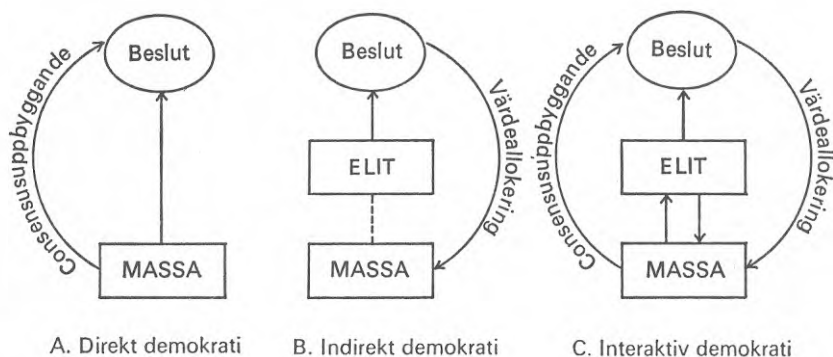 Beslut
Consensusuppbyggande
MASSA
A. Direkt demokrati
Beslut
Värdeallokering
ELIT
MASSA
B. Indirekt demokrati
Beslut
Consensusuppbyggande
Värdeallokering
ELIT
MASSA
C. Interaktiv demokrati